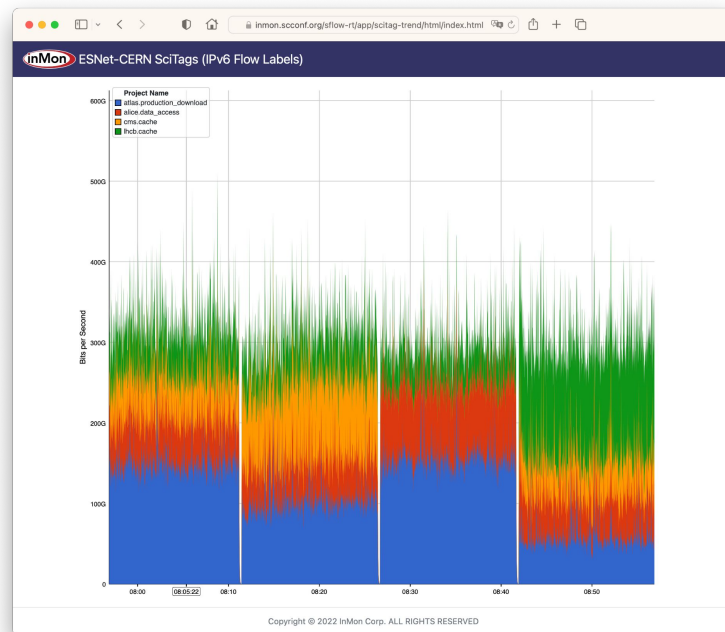 inmon.scconf.org/sflow-rt/app/scitag-trend/html/index.html
inMon ESNet-CERN SciTags (IPv6 Flow Labels)
Project Name
atlas.production_download
alice.data_access
cms.cache
lhcb.cache
600G
500G
400G
300G
200G
100G
0
Bits per Second
08:00
08:05:22
08:10
08:20
08:30
08:40
08:50
Copyright © 2022 InMon Corp. ALL RIGHTS RESERVED